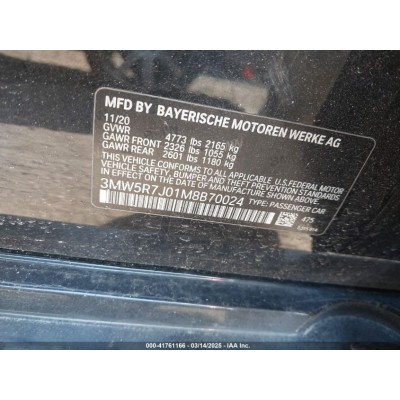 MFD BY BAYERISCHE MOTOREN WERKE AG
11/20
GVWR 4773 lbs 2165 kg
GAWR FRONT 2326 lbs 1055 kg
GAWR REAR 2601 lbs 1180 kg
THIS VEHICLE CONFORMS TO ALL APPLICABLE U.S. FEDERAL
MOTOR VEHICLE SAFETY, BUMPER AND THEFT PREVENTION STANDARDS
IN EFFECT ON THE DATE OF MANUFACTURE SHOWN ABOVE.
3MW5R7J01M8B70024 TYPE: PASSENGER CAR
475
000-41761166 • 03/14/2025 • IAA Inc.